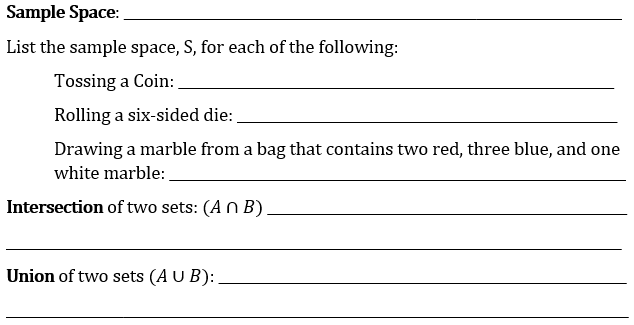 Sample Space:
List the sample space, S, for each of the following:
Tossing a Coin:
Rolling a six-sided die:
Drawing a marble from a bag that contains two red, three blue, and one
white marble:
Intersection of two sets: (A ∩ B)
Union of two sets (A ∪ B):